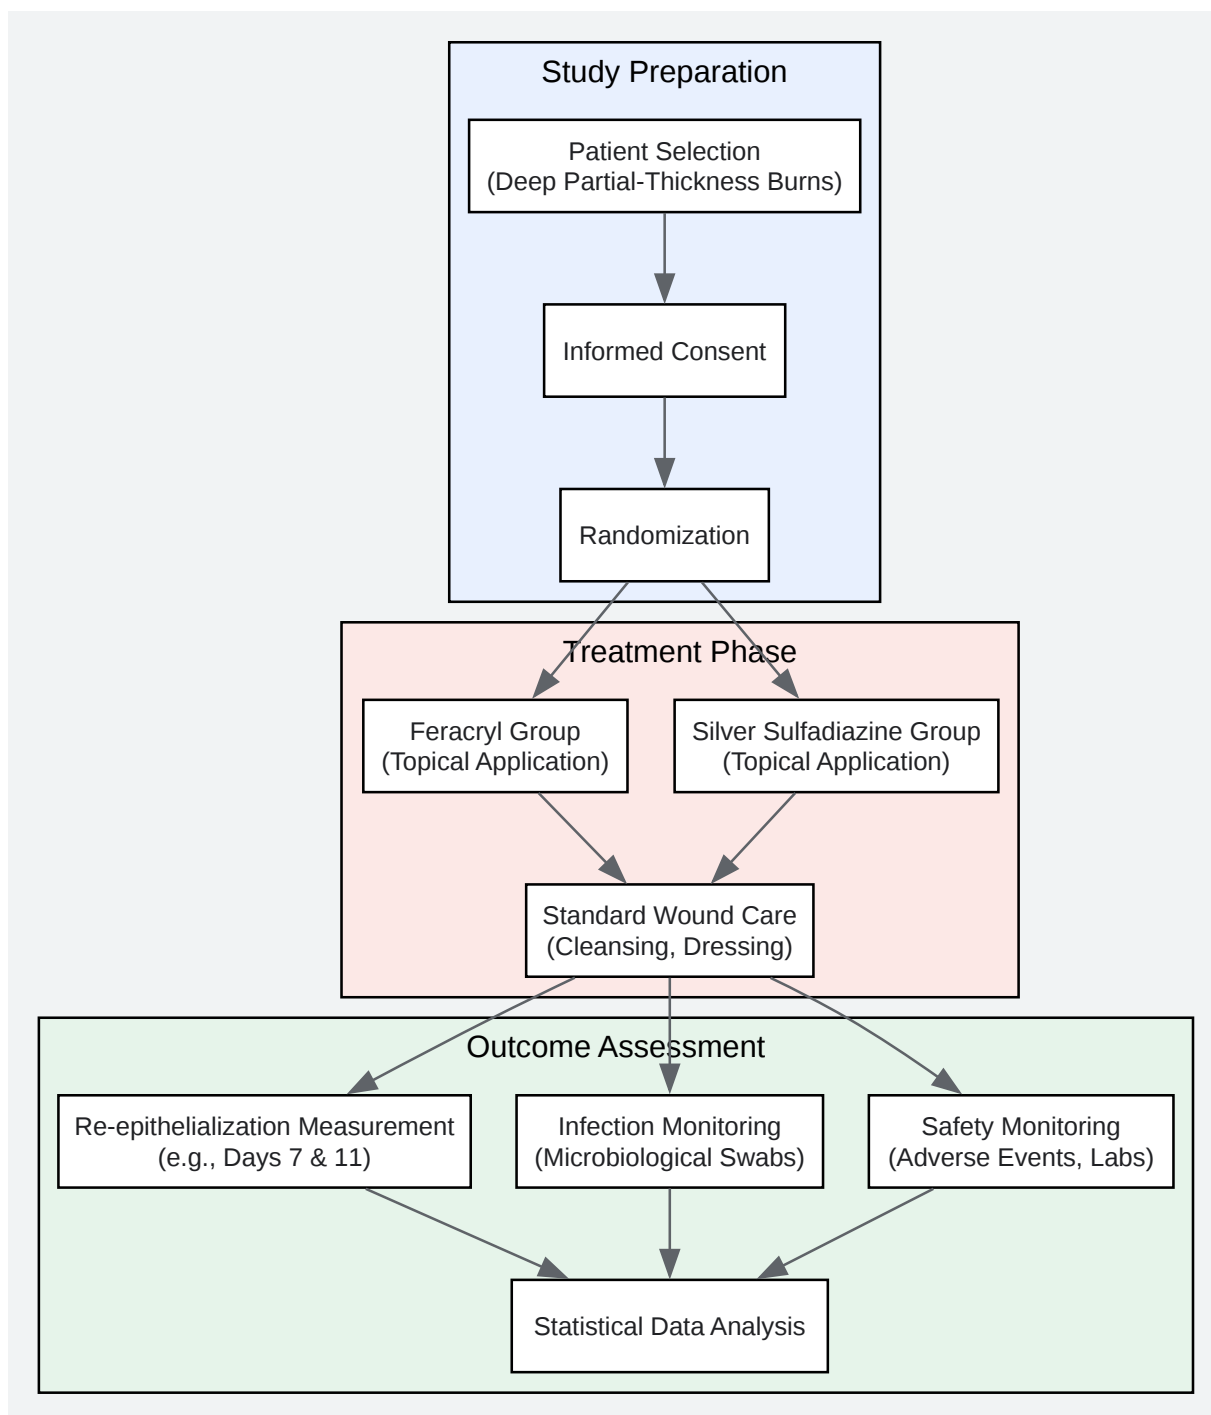 Study Preparation
Patient Selection
(Deep Partial-Thickness Burns)
Informed Consent
Randomization
Treatment Phase
Feracryl Group
(Topical Application)
Silver Sulfadiazine Group
(Topical Application)
Standard Wound Care
(Cleansing, Dressing)
Outcome Assessment
Re-epithelialization Measurement
(e.g., Days 7 & 11)
Infection Monitoring
(Microbiological Swabs)
Safety Monitoring
(Adverse Events, Labs)
Statistical Data Analysis